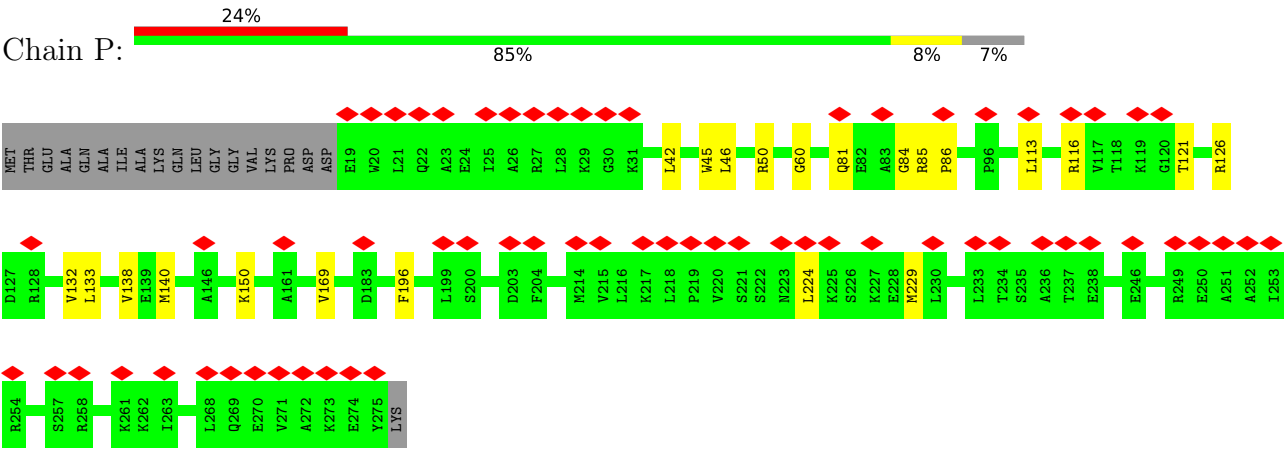 24%
Chain P:
85% 8% 7%
MET THR GLU ALA GLN ALA ILE ALA LYS GLN LEU GLY GLY VAL LYS PRO ASP ASP E19 W20 L21 Q22 A23 E24 I25 A26 R27 L28 K29 G30 K31 L42 W45 L46 R50 G60 Q81 E82 A83 G84 R85 P86 P96 L113 R116 V117 T118 K119 G120 T121 R126
D127 R128 V132 L133 V138 E139 M140 A146 K150 A161 V169 D183 F196 L199 S200 D203 F204 M214 V215 L216 K217 L218 P219 V220 S221 S222 N223 L224 K225 S226 K227 E228 M229 L230 L233 T234 S235 A236 T237 E238 E246 R249 E250 A251 A252 I253
R254 S257 R258 K261 K262 I263 L268 Q269 E270 V271 A272 K273 E274 Y275 LYS